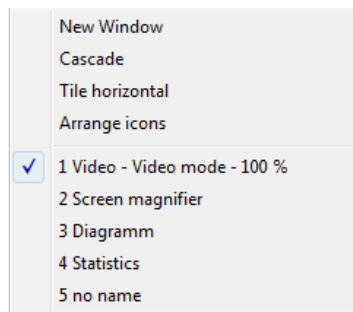 New Window
Cascade
Tile horizontal
Arrange icons
1 Video - Video mode - 100 %
2 Screen magnifier
3 Diagramm
4 Statistics
5 no name